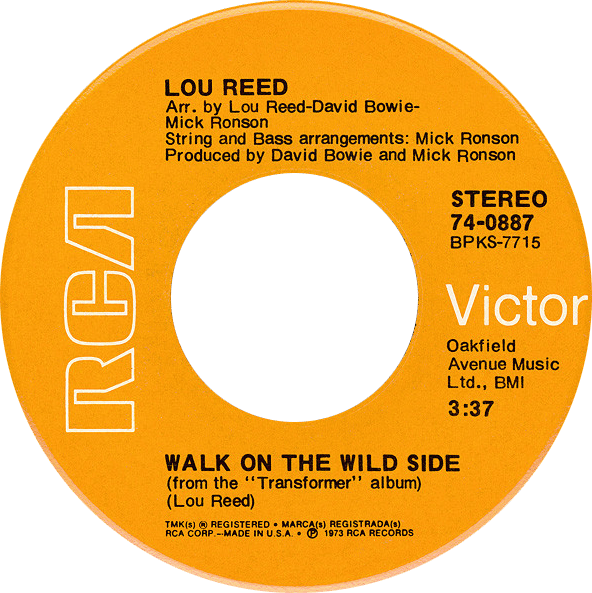 LOU REED
Arr. by Lou Reed-David Bowie-
Mick Ronson
String and Bass arrangements: Mick Ronson
Produced by David Bowie and Mick Ronson
RCA
STEREO
74-0887
BPKS-7715
Victor
Oakfield
Avenue Music
Ltd., BMI
3:37
WALK ON THE WILD SIDE
(from the "Transformer" album)
(Lou Reed)
TMK(s) ® REGISTERED • MARCA(s) REGISTRADA(s)
RCA CORP.–MADE IN U.S.A. • ℗ 1973 RCA RECORDS